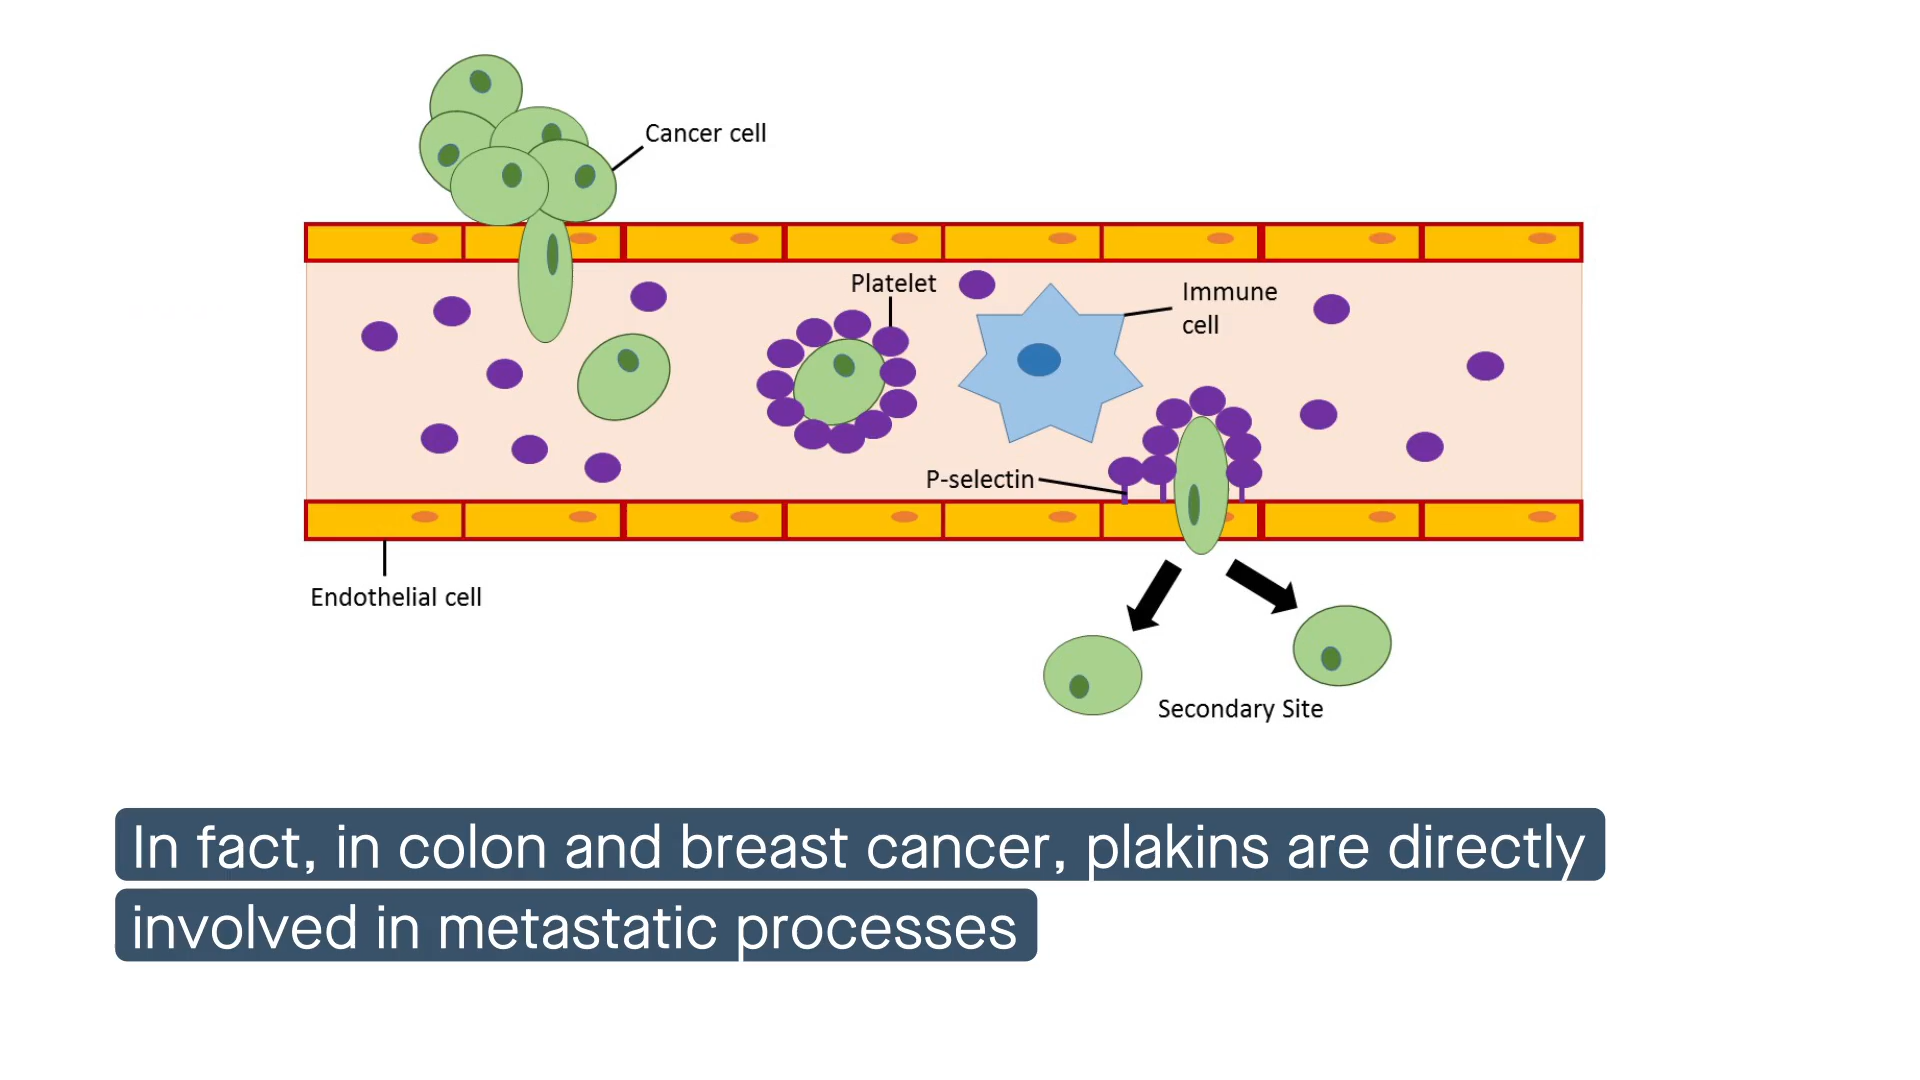 Cancer cell
Platelet
Immune
cell
P-selectin
Endothelial cell
Secondary Site
In fact, in colon and breast cancer, plakins are directly
involved in metastatic processes